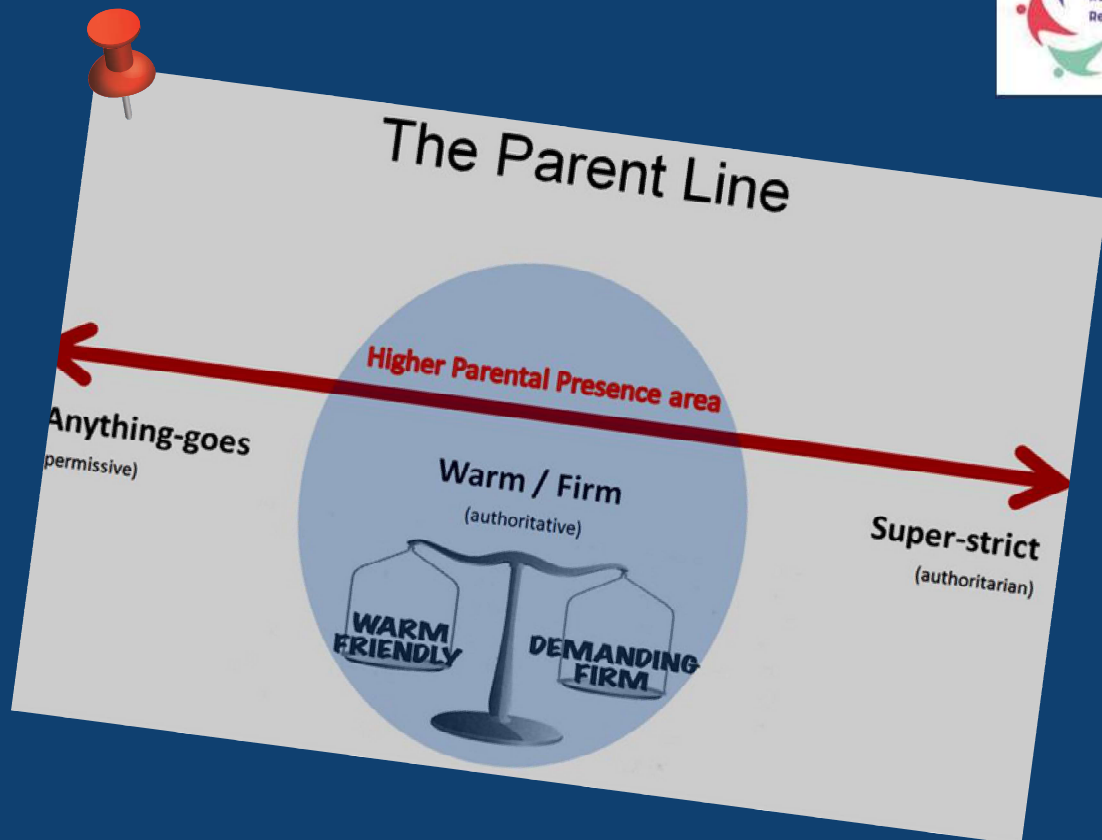 The Parent Line
Higher Parental Presence area
Anything-goes
permissive)
Warm / Firm
(authoritative)
Super-strict
(authoritarian)
WARM
FRIENDLY
DEMANDING
FIRM